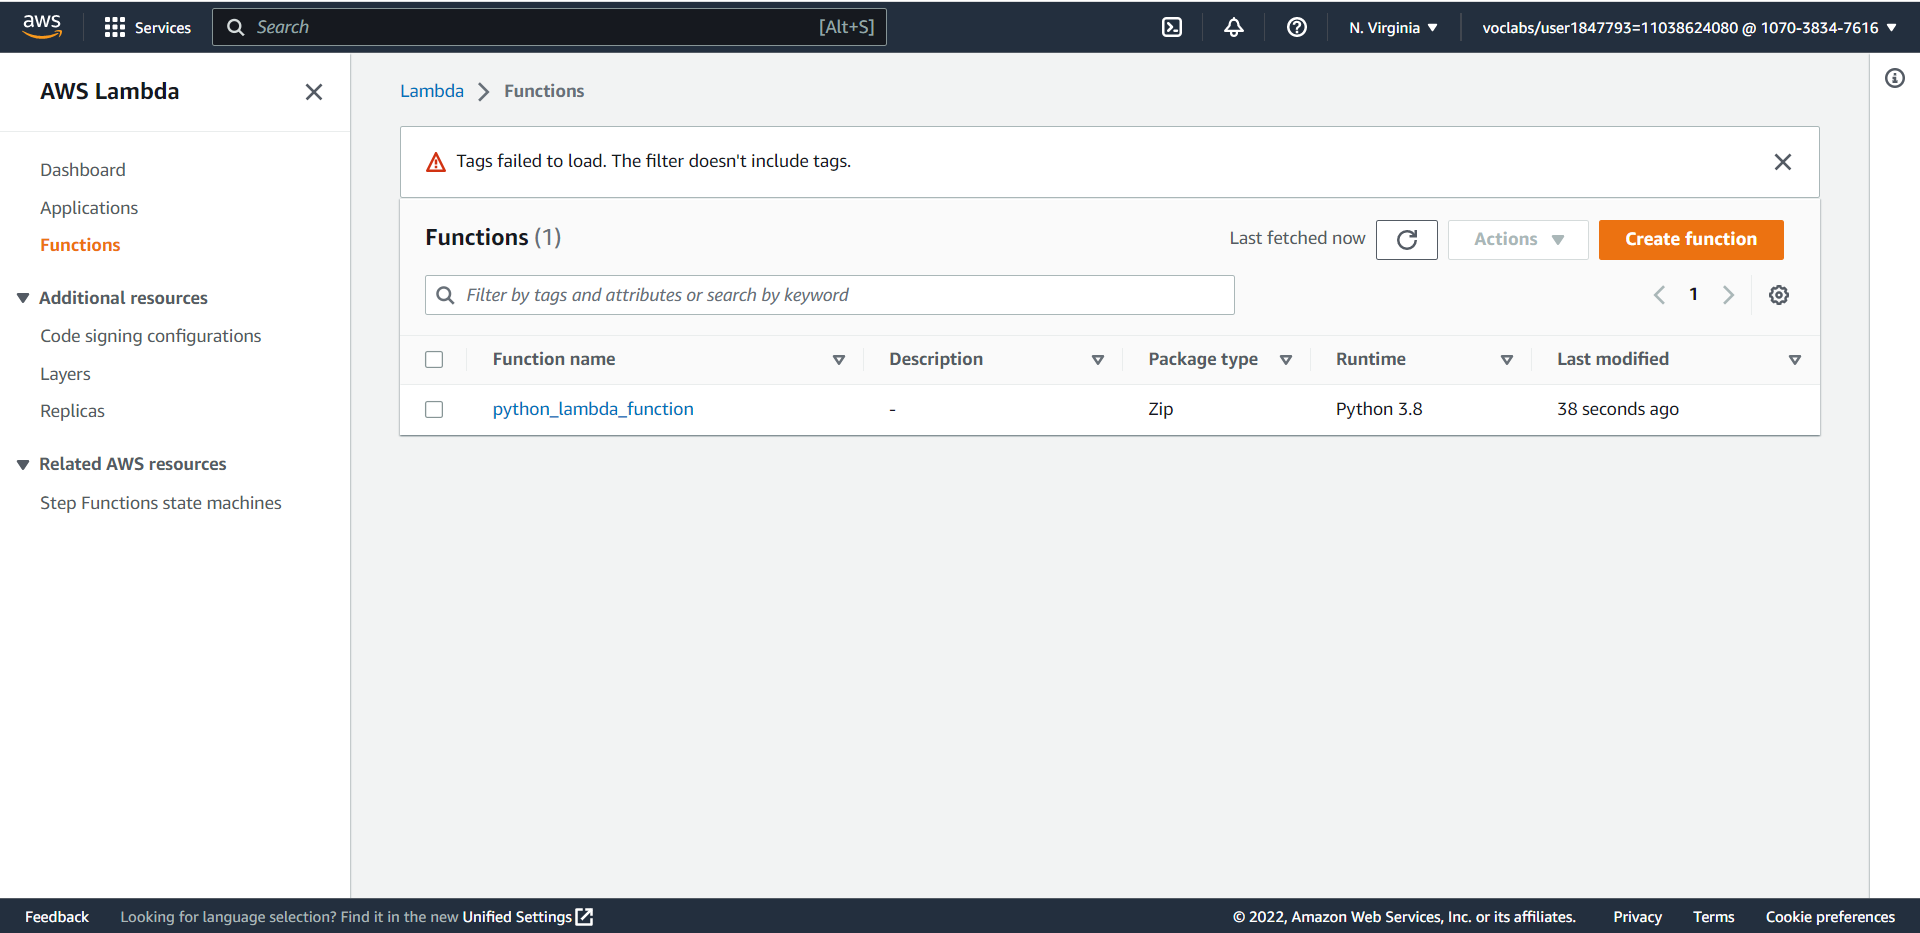 aws Services Search [Alt+S] N. Virginia voclabs/user1847793=11038624080 @ 1070-3834-7616
AWS Lambda
Dashboard
Applications
Functions
Additional resources
Code signing configurations
Layers
Replicas
Related AWS resources
Step Functions state machines
Lambda Functions
Tags failed to load. The filter doesn't include tags.
Functions (1) Last fetched now Actions Create function
Filter by tags and attributes or search by keyword 1
Function name Description Package type Runtime Last modified
python_lambda_function - Zip Python 3.8 38 seconds ago
Feedback Looking for language selection? Find it in the new Unified Settings © 2022, Amazon Web Services, Inc. or its affiliates. Privacy Terms Cookie preferences